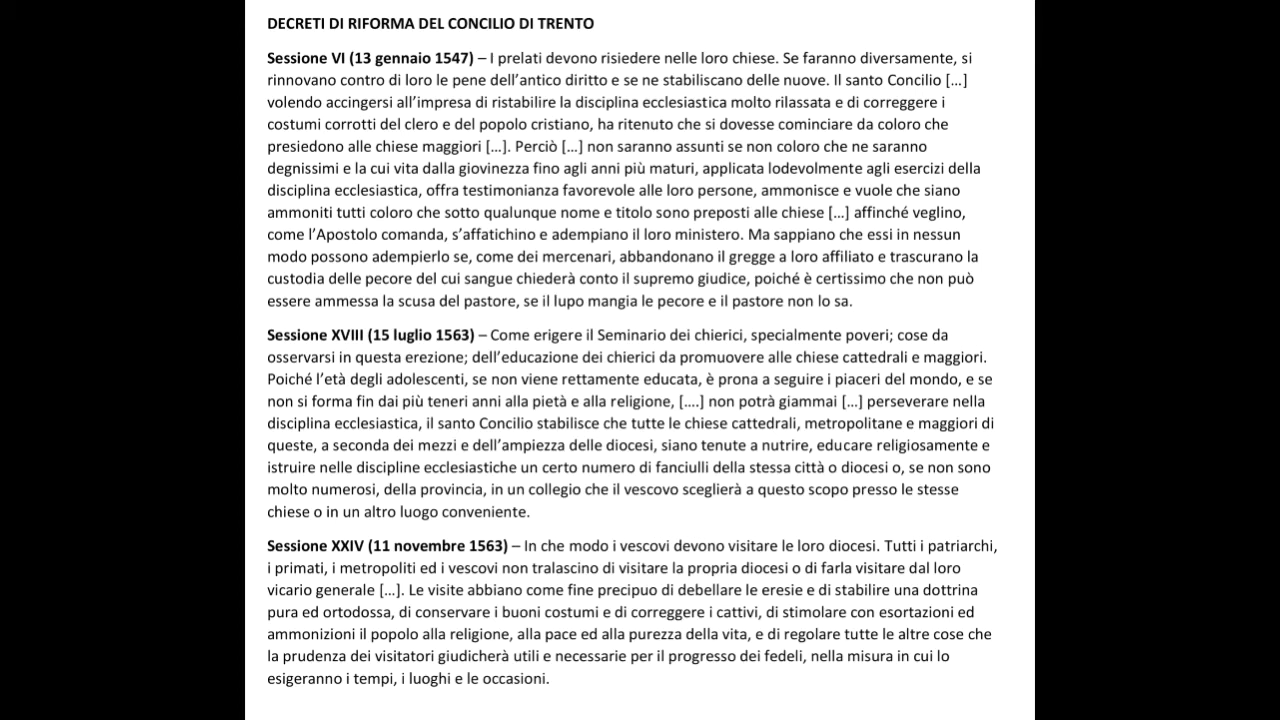 DECRETI DI RIFORMA DEL CONCILIO DI TRENTO
Sessione VI (13 gennaio 1547) – I prelati devono risiedere nelle loro chiese. Se faranno diversamente, si
rinnovano contro di loro le pene dell’antico diritto e se ne stabiliscano delle nuove. Il santo Concilio […]
volendo accingersi all’impresa di ristabilire la disciplina ecclesiastica molto rilassata e di correggere i
costumi corrotti del clero e del popolo cristiano, ha ritenuto che si dovesse cominciare da coloro che
presiedono alle chiese maggiori […]. Perciò […] non saranno assunti se non coloro che ne saranno
degnissimi e la cui vita dalla giovinezza fino agli anni più maturi, applicata lodevolmente agli esercizi della
disciplina ecclesiastica, offra testimonianza favorevole alle loro persone, ammonisce e vuole che siano
ammoniti tutti coloro che sotto qualunque nome e titolo sono preposti alle chiese […] affinché veglino,
come l’Apostolo comanda, s’affatichino e adempiano il loro ministero. Ma sappiano che essi in nessun
modo possono adempierlo se, come dei mercenari, abbandonano il gregge a loro affiliato e trascurano la
custodia delle pecore del cui sangue chiederà conto il supremo giudice, poiché è certissimo che non può
essere ammessa la scusa del pastore, se il lupo mangia le pecore e il pastore non lo sa.
Sessione XVIII (15 luglio 1563) – Come erigere il Seminario dei chierici, specialmente poveri; cose da
osservarsi in questa erezione; dell’educazione dei chierici da promuovere alle chiese cattedrali e maggiori.
Poiché l’età degli adolescenti, se non viene rettamente educata, è prona a seguire i piaceri del mondo, e se
non si forma fin dai più teneri anni alla pietà e alla religione, [….] non potrà giammai […] perseverare nella
disciplina ecclesiastica, il santo Concilio stabilisce che tutte le chiese cattedrali, metropolitane e maggiori di
queste, a seconda dei mezzi e dell’ampiezza delle diocesi, siano tenute a nutrire, educare religiosamente e
istruire nelle discipline ecclesiastiche un certo numero di fanciulli della stessa città o diocesi o, se non sono
molto numerosi, della provincia, in un collegio che il vescovo sceglierà a questo scopo presso le stesse
chiese o in un altro luogo conveniente.
Sessione XXIV (11 novembre 1563) – In che modo i vescovi devono visitare le loro diocesi. Tutti i patriarchi,
i primati, i metropoliti ed i vescovi non tralascino di visitare la propria diocesi o di farla visitare dal loro
vicario generale […]. Le visite abbiano come fine precipuo di debellare le eresie e di stabilire una dottrina
pura ed ortodossa, di conservare i buoni costumi e di correggere i cattivi, di stimolare con esortazioni ed
ammonizioni il popolo alla religione, alla pace ed alla purezza della vita, e di regolare tutte le altre cose che
la prudenza dei visitatori giudicherà utili e necessarie per il progresso dei fedeli, nella misura in cui lo
esigeranno i tempi, i luoghi e le occasioni.